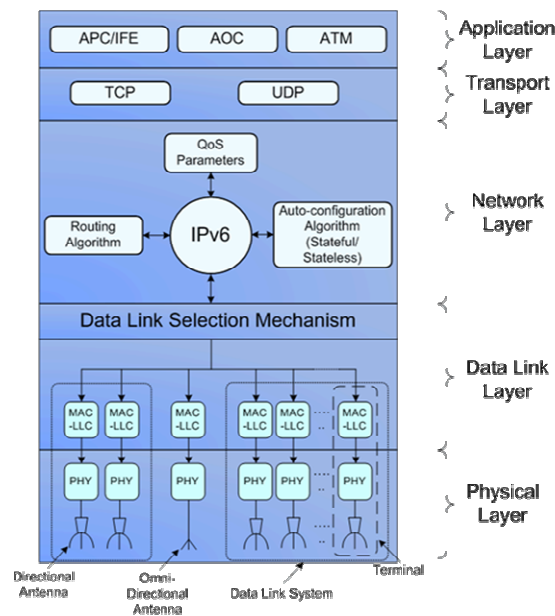 APC/IFE AOC ATM
Application
Layer
TCP UDP
Transport
Layer
QoS
Parameters
Routing
Algorithm
IPv6
Auto-configuration
Algorithm
(Stateful/
Stateless)
Network
Layer
Data Link Selection Mechanism
MAC
-LLC
MAC
-LLC
MAC
-LLC
MAC
-LLC
MAC
-LLC
MAC
-LLC
Data Link
Layer
PHY PHY PHY PHY PHY PHY
Physical
Layer
Directional
Antenna
Omni-
Directional
Antenna
Data Link System
Terminal